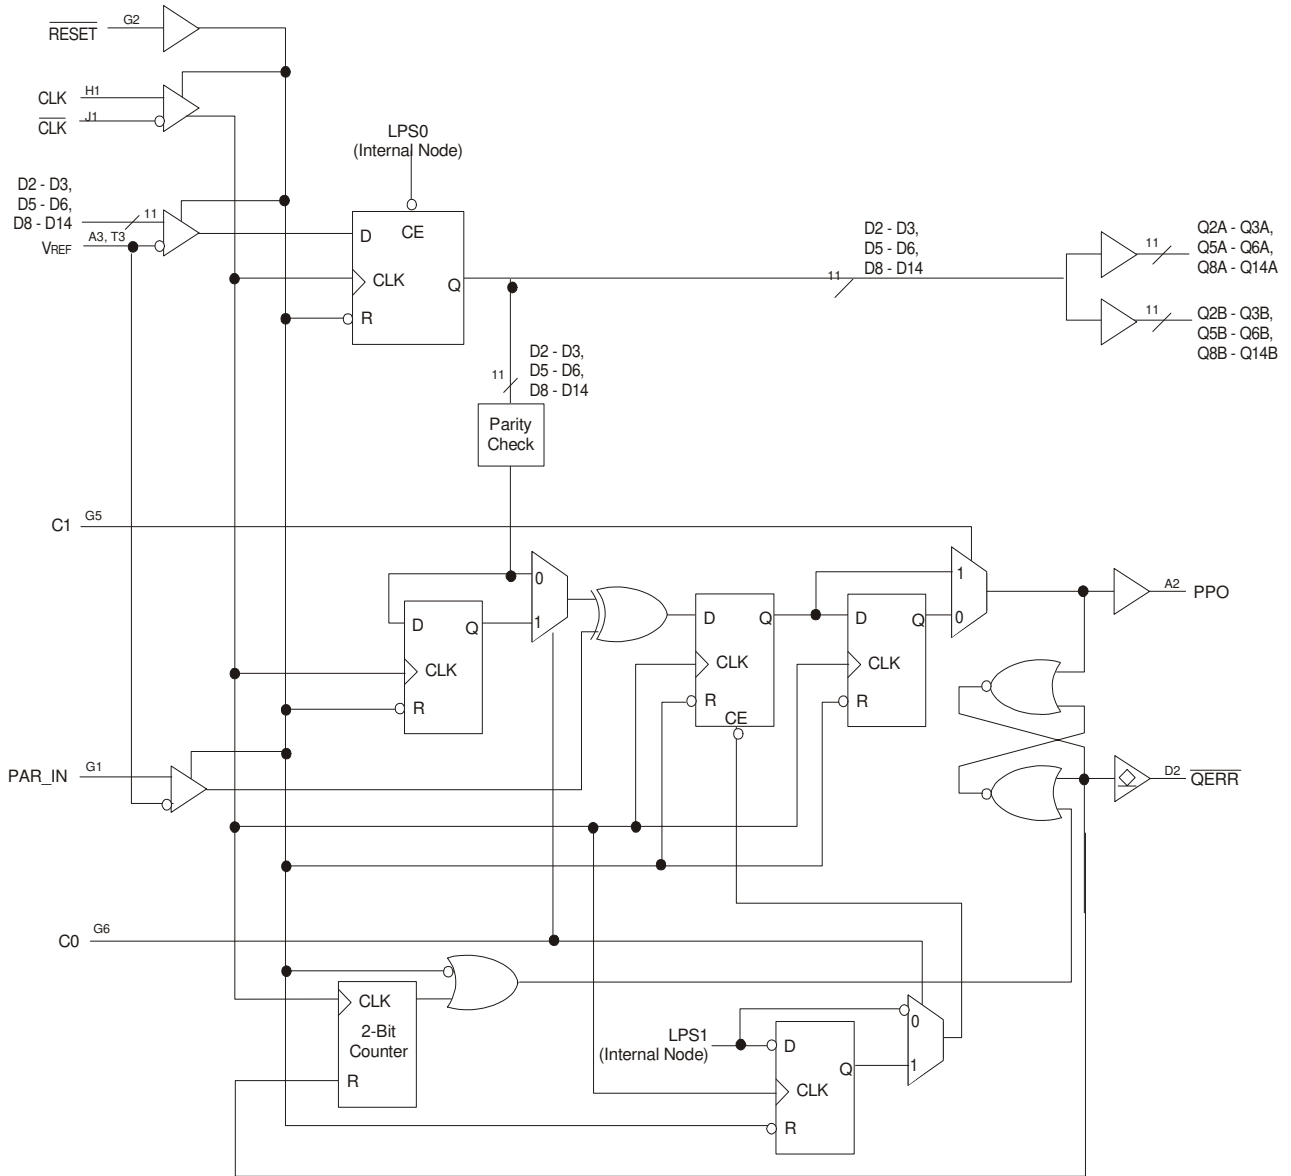 RESET G2
CLK H1
CLK J1
LPS0
(Internal Node)
D2 - D3,
D5 - D6,
D8 - D14
11
VREF A3, T3
D
CE
CLK
Q
R
D2 - D3,
D5 - D6,
D8 - D14
11
11
Q2A - Q3A,
Q5A - Q6A,
Q8A - Q14A
11
Q2B - Q3B,
Q5B - Q6B,
Q8B - Q14B
D2 - D3,
D5 - D6,
D8 - D14
11
Parity
Check
C1 G5
0
1
D
Q
CLK
R
D
Q
CLK
R
CE
D
Q
CLK
R
1
0
A2 PPO
PAR_IN G1
D2 QERR
C0 G6
CLK
2-Bit
Counter
R
LPS1
(Internal Node)
D
Q
CLK
R
0
1